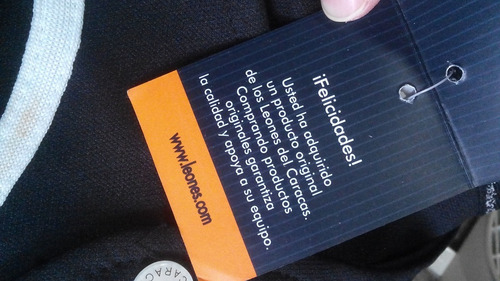 ¡Felicidades!
Usted ha adquirido
un producto original
de los Leones del Caracas.
Comprando productos
originales garantiza
la calidad y apoya a su equipo.
www.leones.com
CARAC